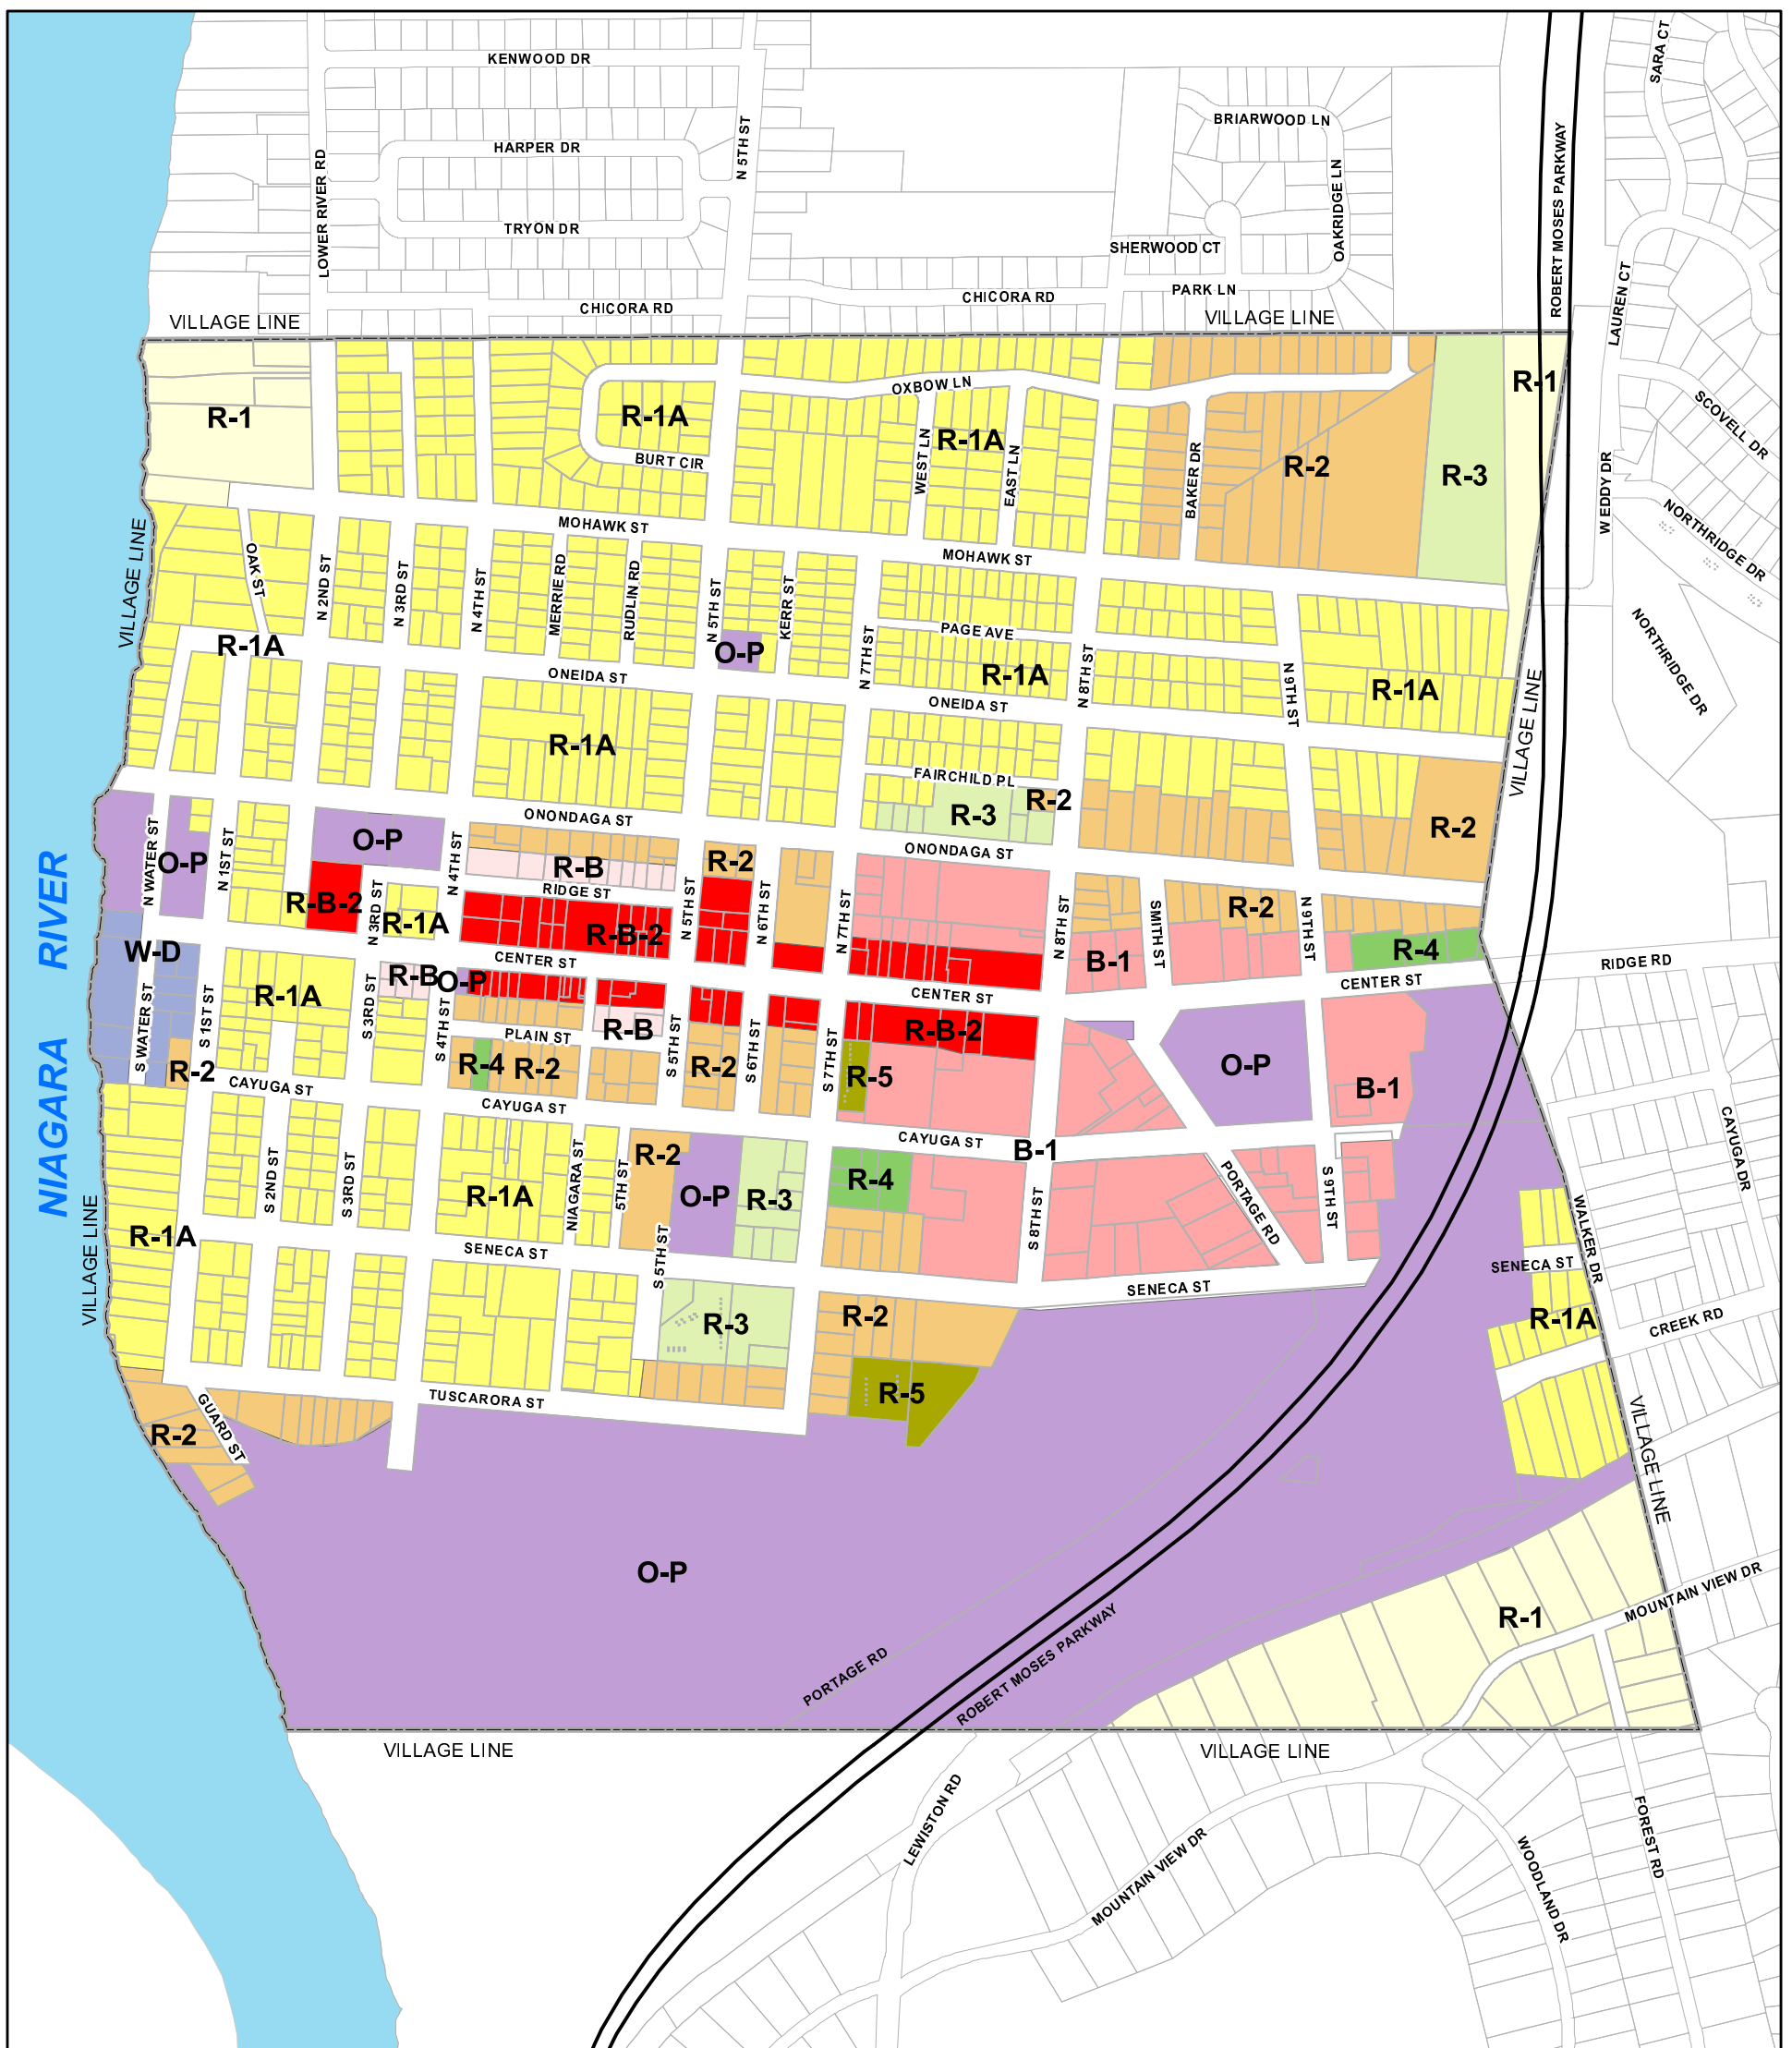 KENWOOD DR
SARA CT
BRIARWOOD LN
HARPER DR
N 5TH ST
LOWER RIVER RD
OAKRIDGE LN
ROBERT MOSES PARKWAY
TRYON DR
SHERWOOD CT
PARK LN
CHICORA RD
CHICORA RD
LAUREN CT
VILLAGE LINE
VILLAGE LINE
OXBOW LN
R-1
R-1
R-1A
R-1A
SCOVELL DR
WEST LN
EAST LN
BURT CIR
BAKER DR
R-2
R-3
W EDDY DR
MOHAWK ST
MOHAWK ST
NORTHRIDGE DR
VILLAGE LINE
OAK ST
N 2ND ST
N 3RD ST
N 4TH ST
MERRIE RD
RUDLIN RD
N 5TH ST
KERR ST
PAGE AVE
N 7TH ST
R-1A
O-P
R-1A
N 8TH ST
N 9TH ST
R-1A
NORTHRIDGE DR
ONEIDA ST
ONEIDA ST
VILLAGE LINE
R-1A
FAIRCHILD PL
R-2
R-3
R-2
ONONDAGA ST
ONONDAGA ST
N WATER ST
O-P
N 1ST ST
O-P
N 4TH ST
R-B
R-2
RIDGE ST
R-B-2
N 3RD ST
R-1A
R-B-2
N 5TH ST
N 6TH ST
N 7TH ST
N 8TH ST
SMITH ST
R-2
N 9TH ST
NIAGARA RIVER
W-D
CENTER ST
B-1
R-4
RIDGE RD
R-B
O-P
CENTER ST
CENTER ST
R-1A
S WATER ST
S 1ST ST
S 3RD ST
S 4TH ST
PLAIN ST
R-B
R-B-2
S 5TH ST
S 6TH ST
S 7TH ST
R-2
R-4
R-2
R-2
R-5
O-P
B-1
CAYUGA ST
CAYUGA ST
CAYUGA ST
B-1
CAYUGA DR
R-2
R-4
O-P
R-3
S 2ND ST
S 3RD ST
R-1A
NIAGARA ST
5TH ST
S 8TH ST
PORTAGE RD
S 9TH ST
WALKER DR
VILLAGE LINE
R-1A
SENECA ST
S 5TH ST
SENECA ST
SENECA ST
R-3
R-2
R-1A
CREEK RD
R-5
TUSCARORA ST
GUARD ST
R-2
VILLAGE LINE
O-P
R-1
MOUNTAIN VIEW DR
PORTAGE RD
ROBERT MOSES PARKWAY
VILLAGE LINE
VILLAGE LINE
LEWISTON RD
MOUNTAIN VIEW DR
WOODLAND DR
FOREST RD